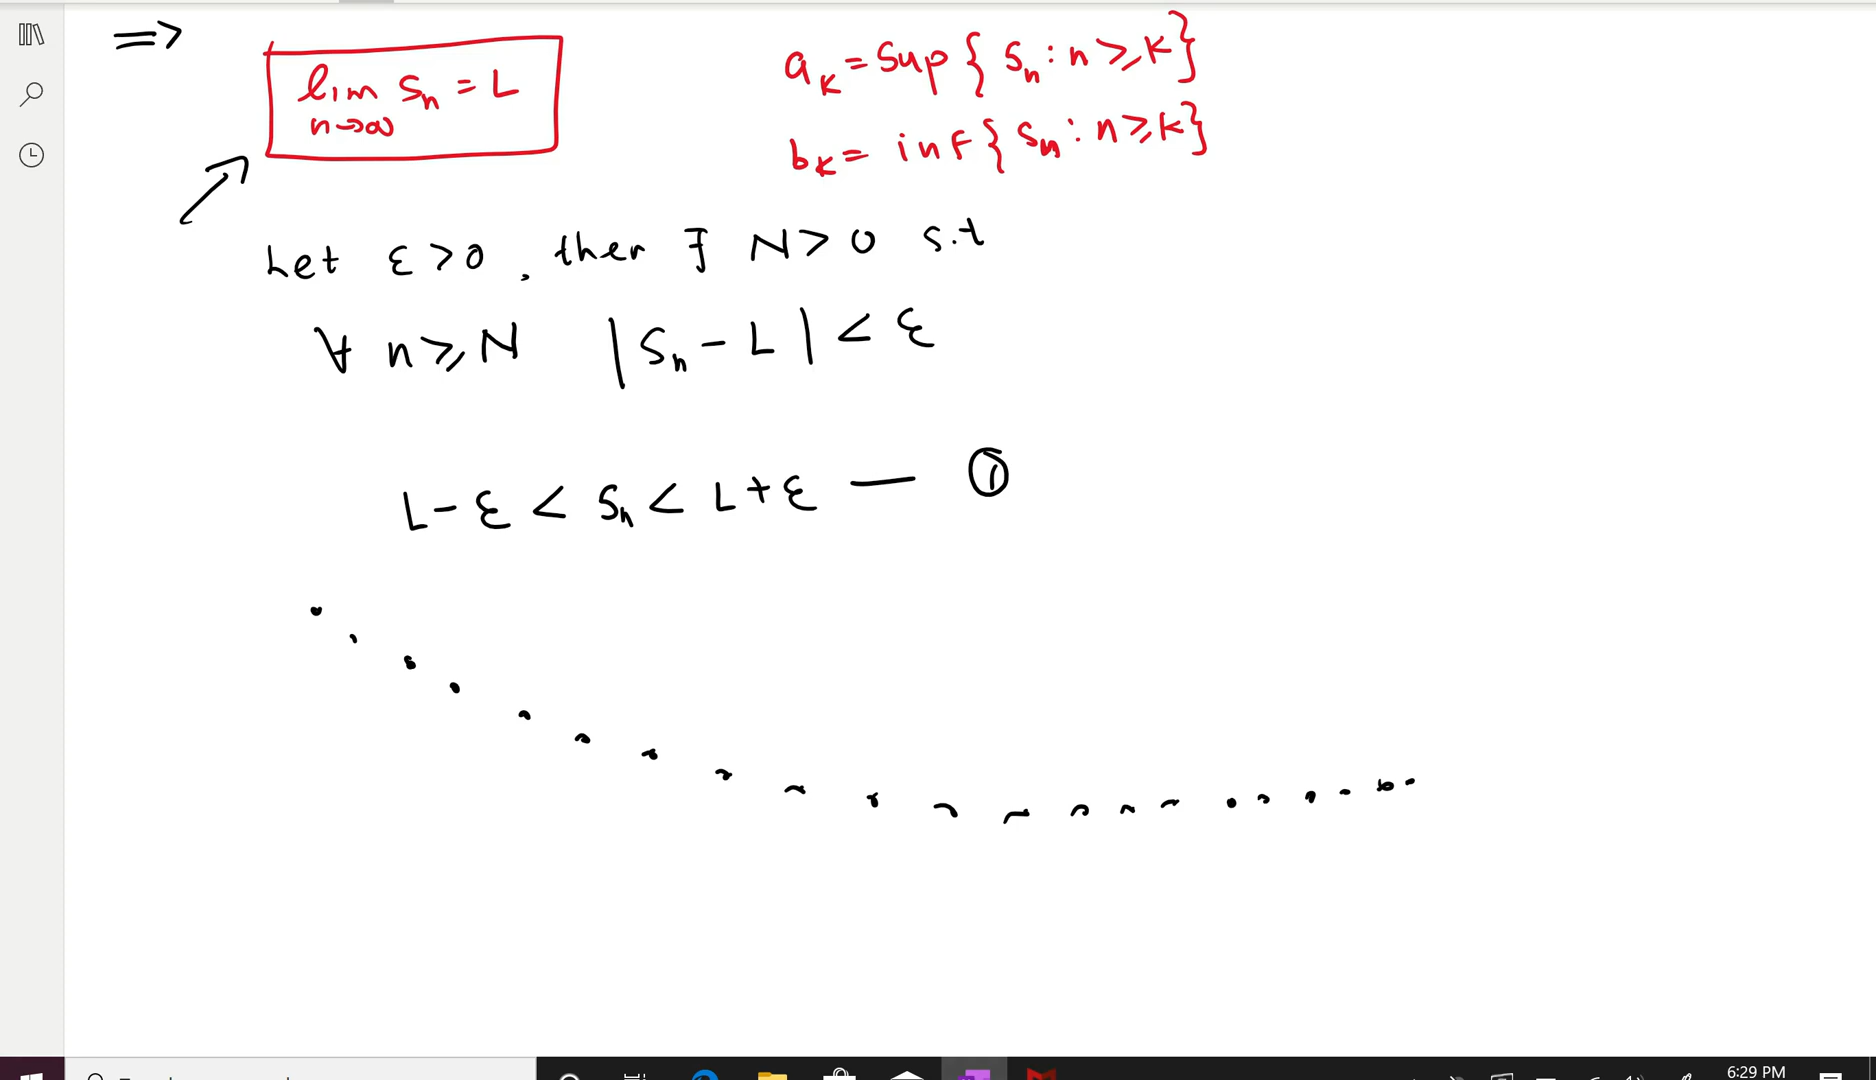 ⇒
lim Sn = L
n→∞
aK = Sup{ Sn : n ≥ K}
bK = inf{ Sn : n ≥ K}
Let ε > 0, then ∃ N > 0 s.t
∀ n ≥ N |Sn - L| < ε
L - ε < Sn < L + ε — ①
6:29 PM